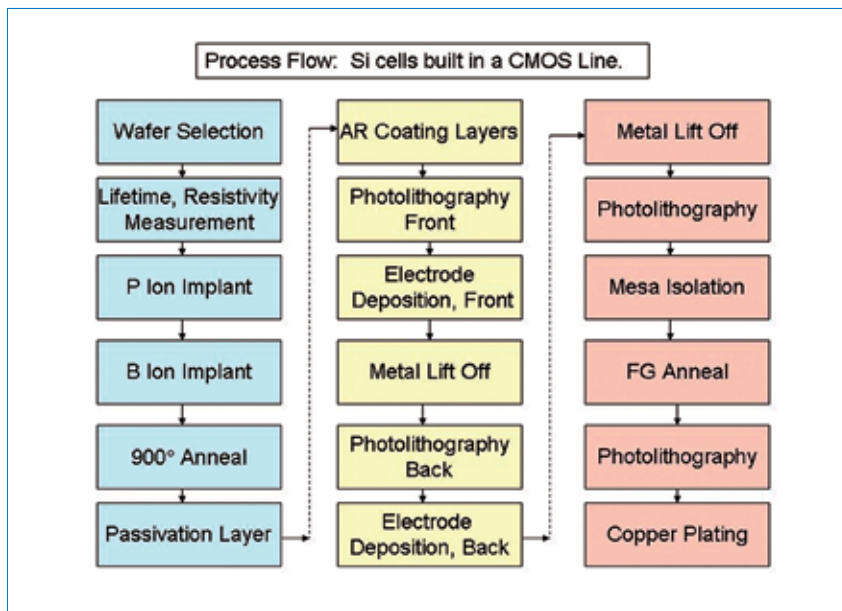 Process Flow:  Si cells built in a CMOS Line.
Wafer Selection
Lifetime, Resistivity
Measurement
P Ion Implant
B Ion Implant
900° Anneal
Passivation Layer
AR Coating Layers
Photolithography
Front
Electrode
Deposition, Front
Metal Lift Off
Photolithography
Back
Electrode
Deposition, Back
Metal Lift Off
Photolithography
Mesa Isolation
FG Anneal
Photolithography
Copper Plating